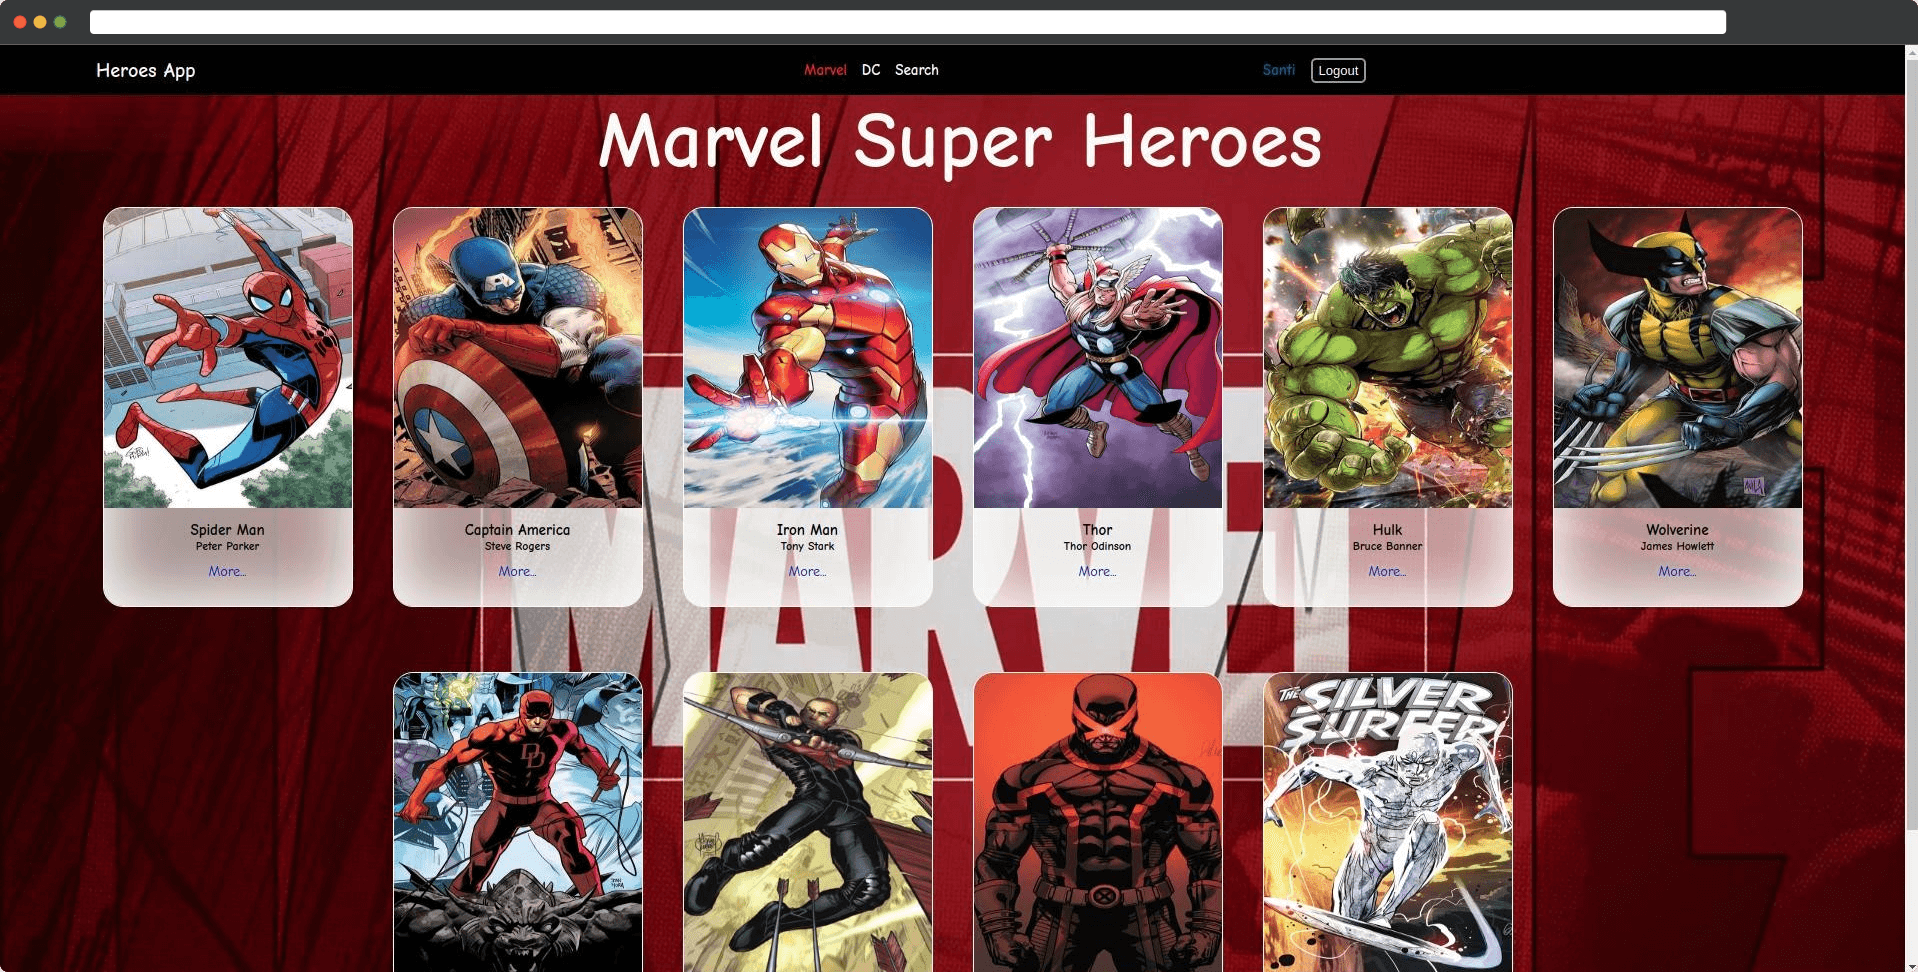 Heroes App
Marvel DC Search
Santi Logout
Marvel Super Heroes
Spider Man
Peter Parker
More...
Captain America
Steve Rogers
More...
Iron Man
Tony Stark
More...
Thor
Thor Odinson
More...
Hulk
Bruce Banner
More...
Wolverine
James Howlett
More...
MARVEL
DD
THE SILVER
SURFER